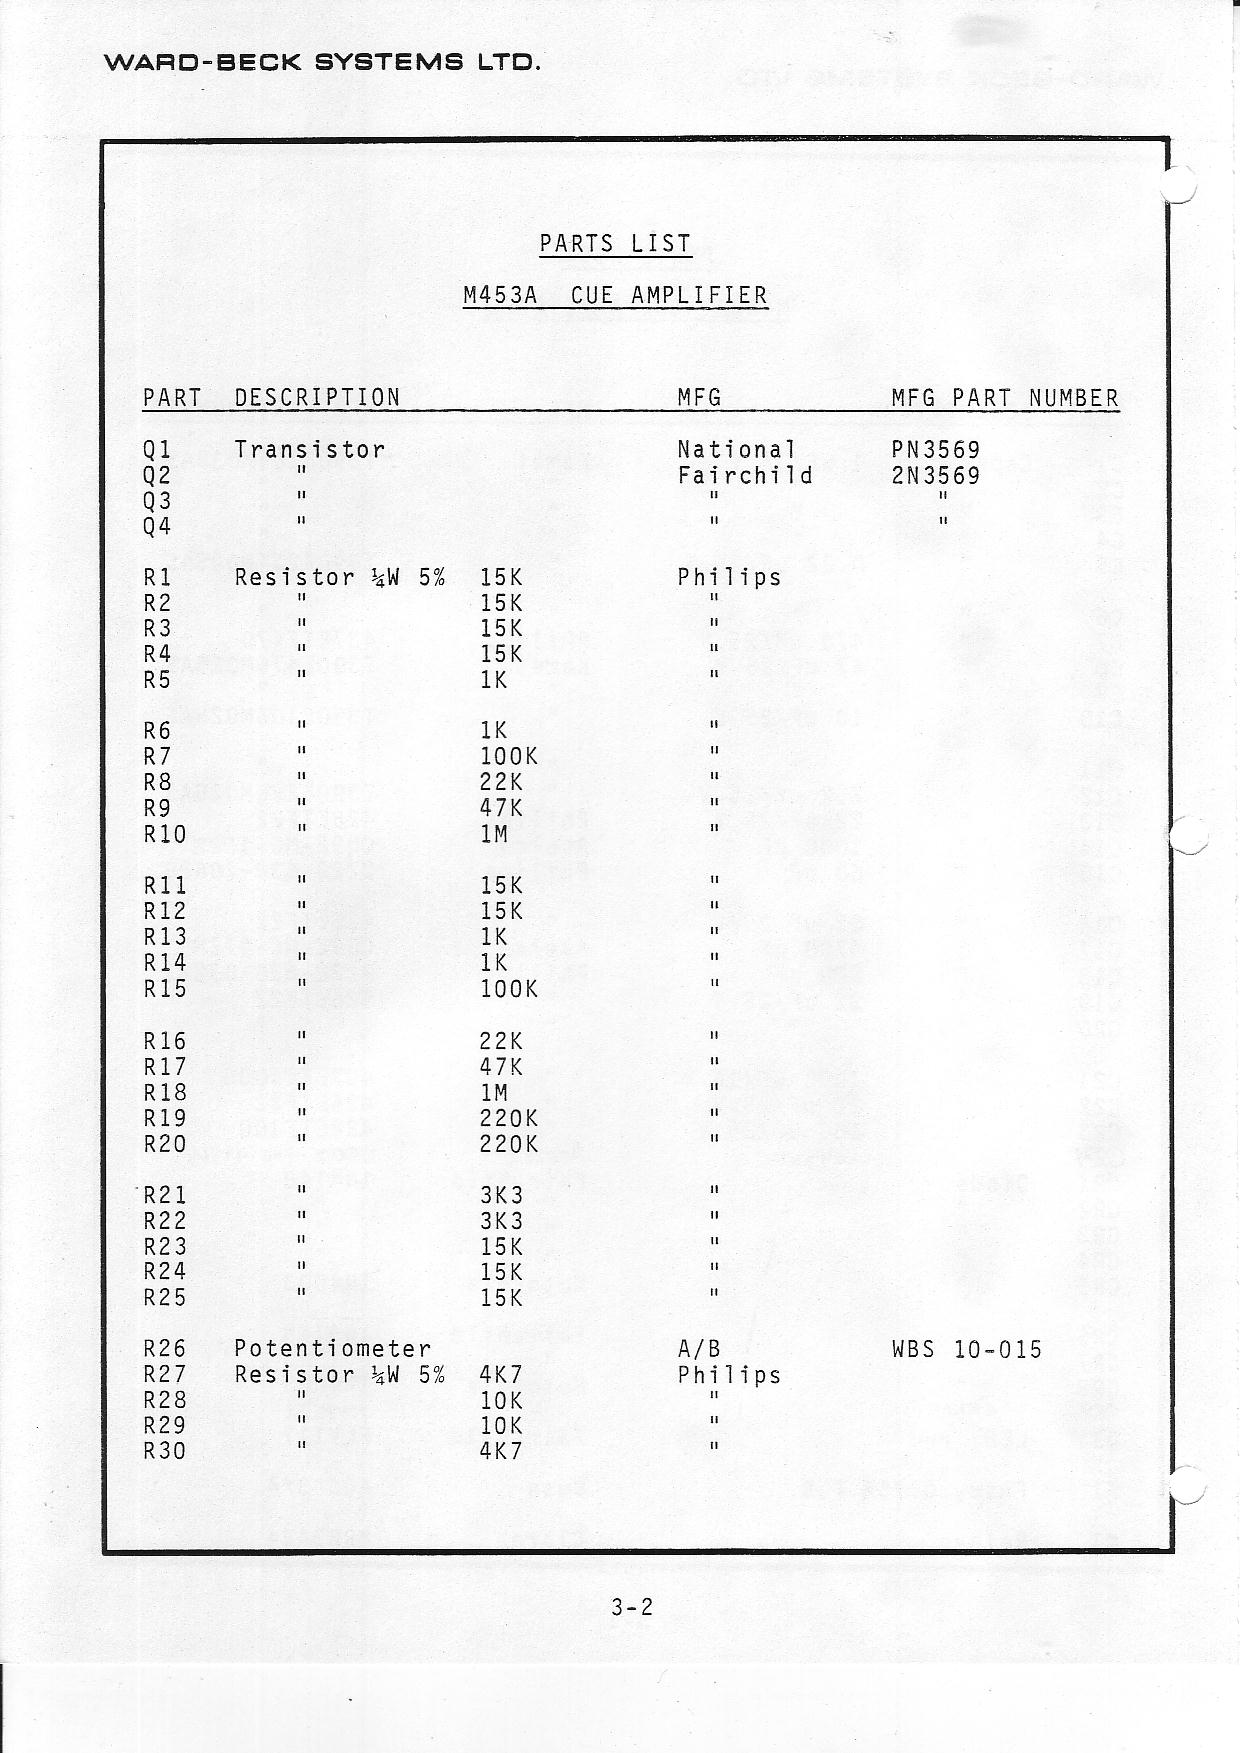 WARD-BECK SYSTEMS LTD.
PARTS LIST
M453A CUE AMPLIFIER
PART DESCRIPTION MFG MFG PART NUMBER
Q1 Transistor National PN3569
Q2 " Fairchild 2N3569
Q3 " " "
Q4 " " "
R1 Resistor ¼W 5% 15K Philips
R2 " 15K "
R3 " 15K "
R4 " 15K "
R5 " 1K "
R6 " 1K "
R7 " 100K "
R8 " 22K "
R9 " 47K "
R10 " 1M "
R11 " 15K "
R12 " 15K "
R13 " 1K "
R14 " 1K "
R15 " 100K "
R16 " 22K "
R17 " 47K "
R18 " 1M "
R19 " 220K "
R20 " 220K "
R21 " 3K3 "
R22 " 3K3 "
R23 " 15K "
R24 " 15K "
R25 " 15K "
R26 Potentiometer A/B WBS 10-015
R27 Resistor ¼W 5% 4K7 Philips
R28 " 10K "
R29 " 10K "
R30 " 4K7 "
3-2